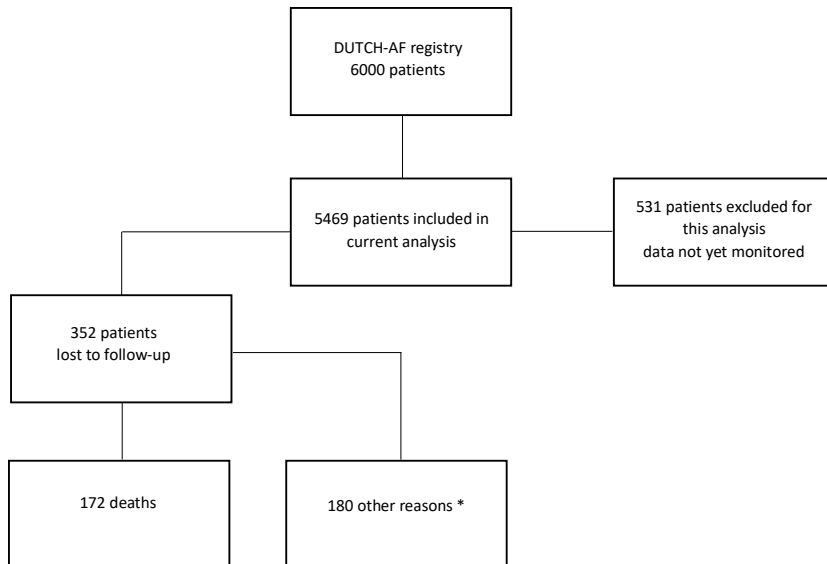 DUTCH-AF registry
6000 patients
5469 patients included in
current analysis
531 patients excluded for
this analysis
data not yet monitored
352 patients
lost to follow-up
172 deaths
180 other reasons *